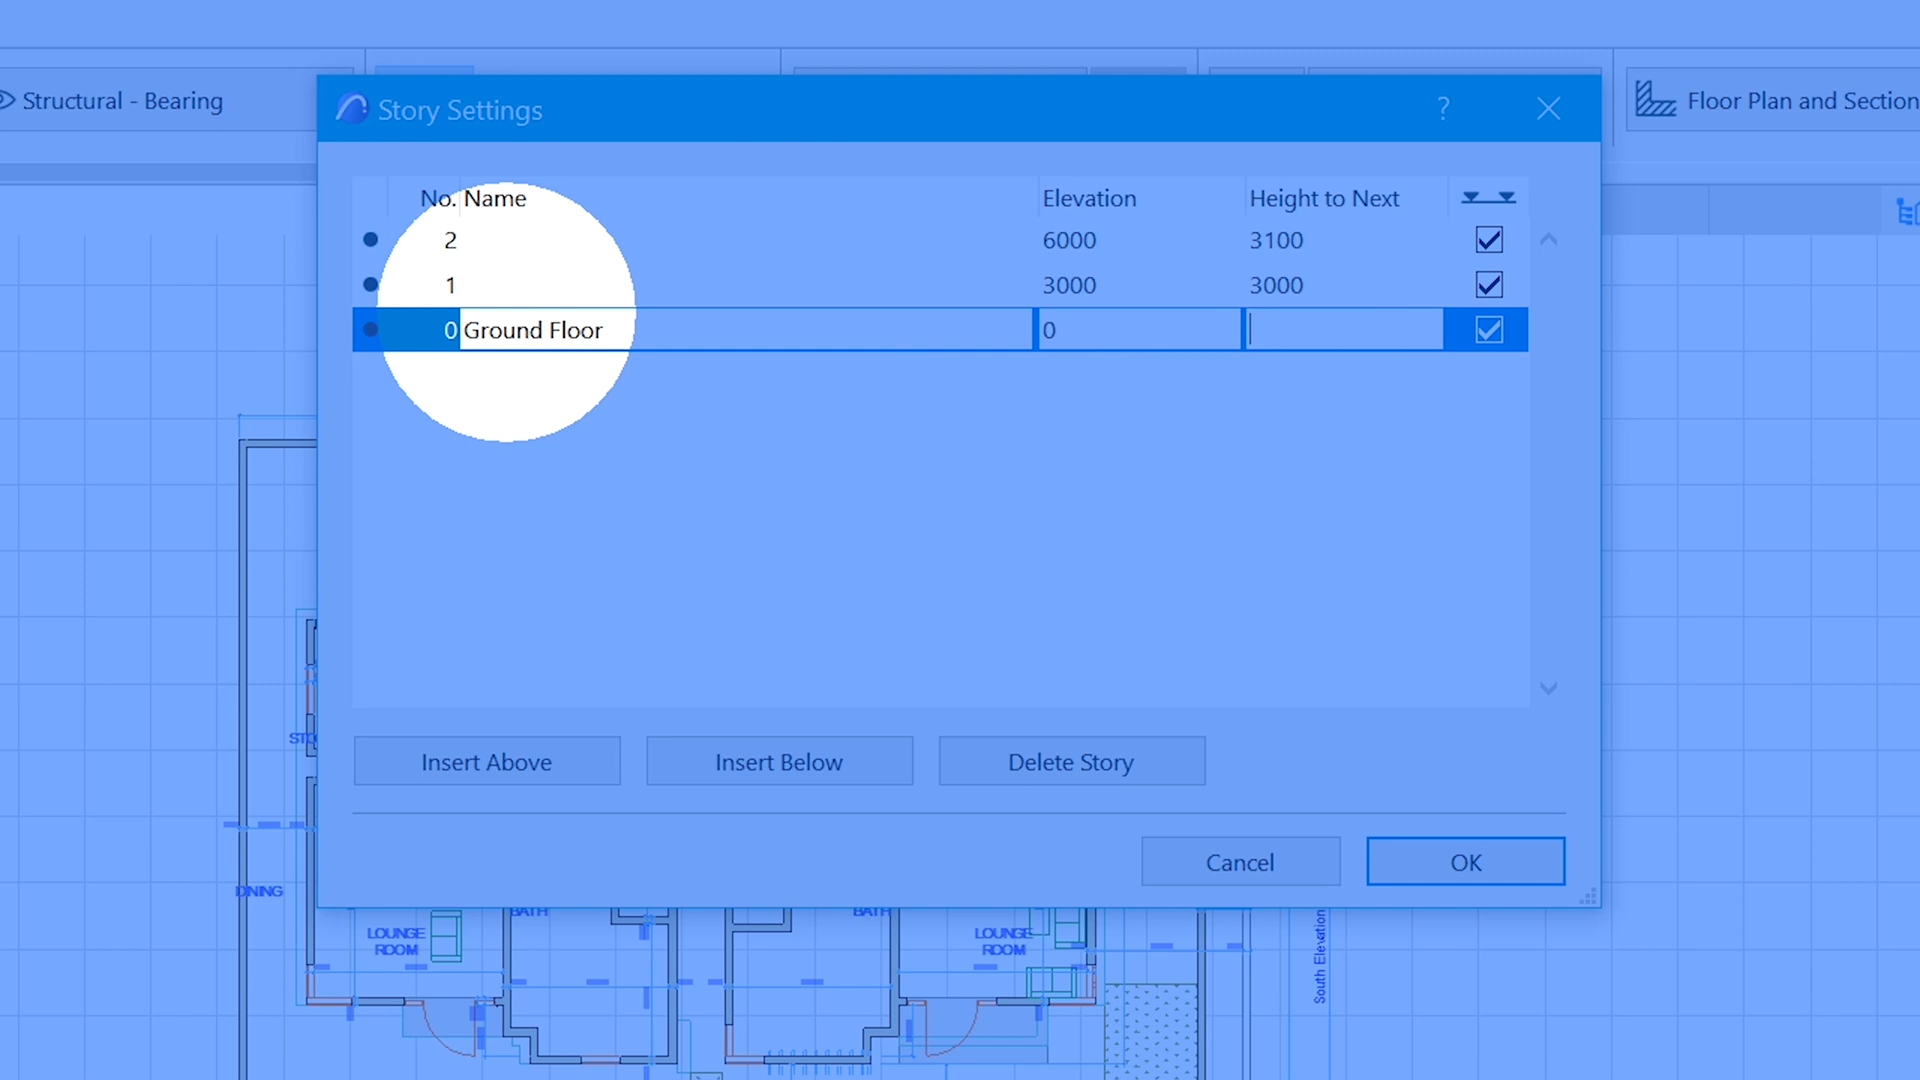 Structural - Bearing
Story Settings
?
Floor Plan and Section
No. Name Elevation Height to Next
2 6000 3100
1 3000 3000
0 Ground Floor 0
Insert Above Insert Below Delete Story
Cancel OK
STO
DINING
BATH
BATH
LOUNGE
ROOM
LOUNGE
ROOM
South Elevation